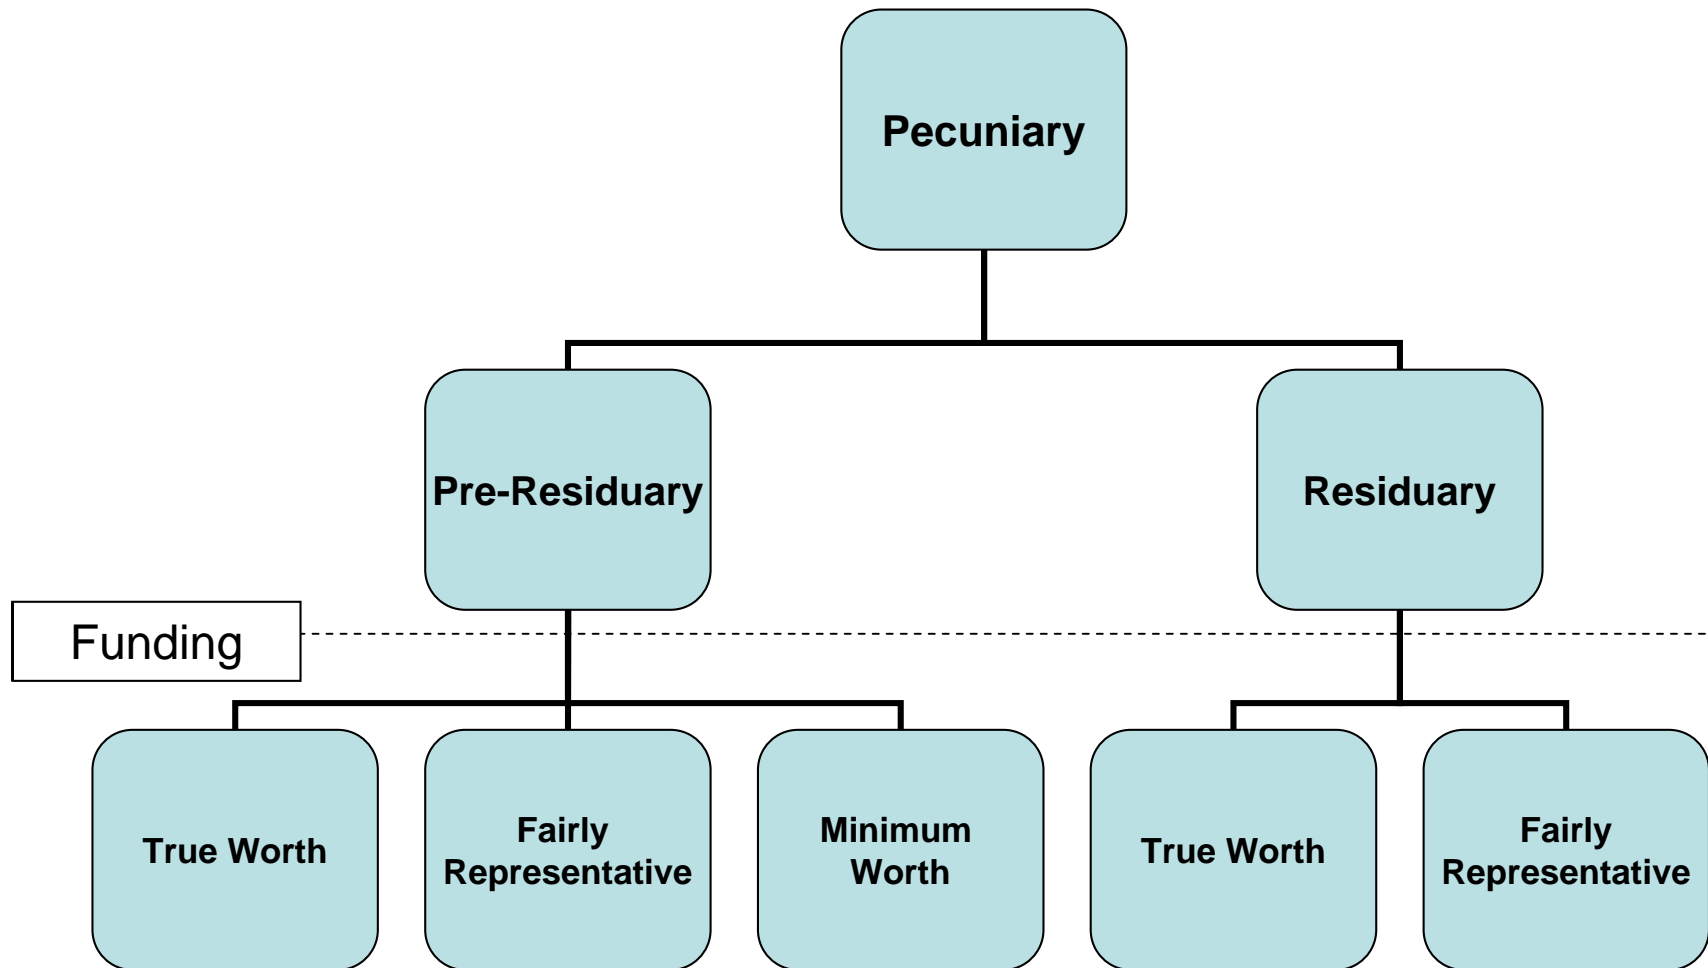 Pecuniary
Pre-Residuary
Residuary
Funding
True Worth
Fairly
Representative
Minimum
Worth
True Worth
Fairly
Representative